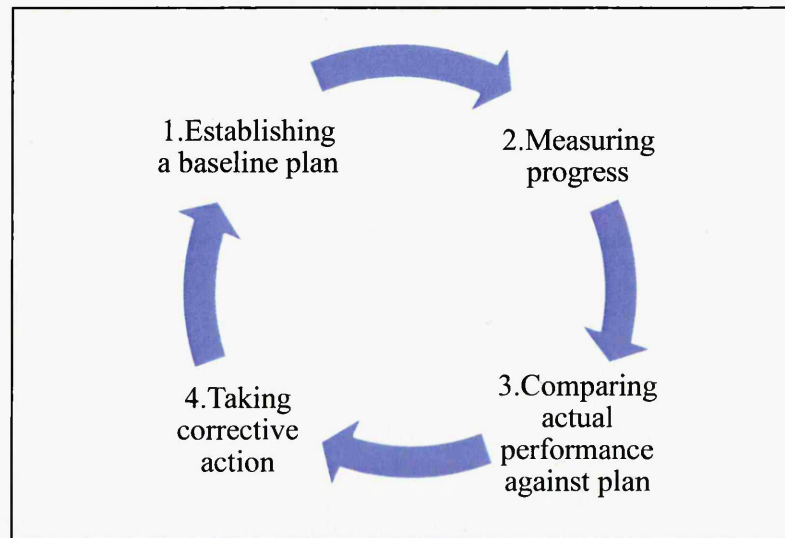 1.Establishing
a baseline plan
2.Measuring
progress
3.Comparing
actual
performance
against plan
4.Taking
corrective
action